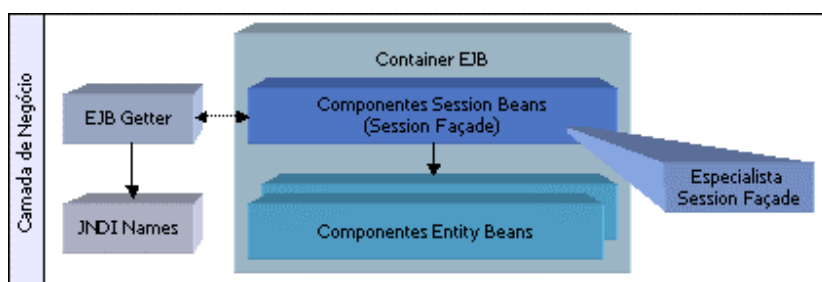 Camada de Negócio
Container EJB
EJB Getter
Componentes Session Beans
(Session Façade)
Especialista
Session Façade
JNDI Names
Componentes Entity Beans